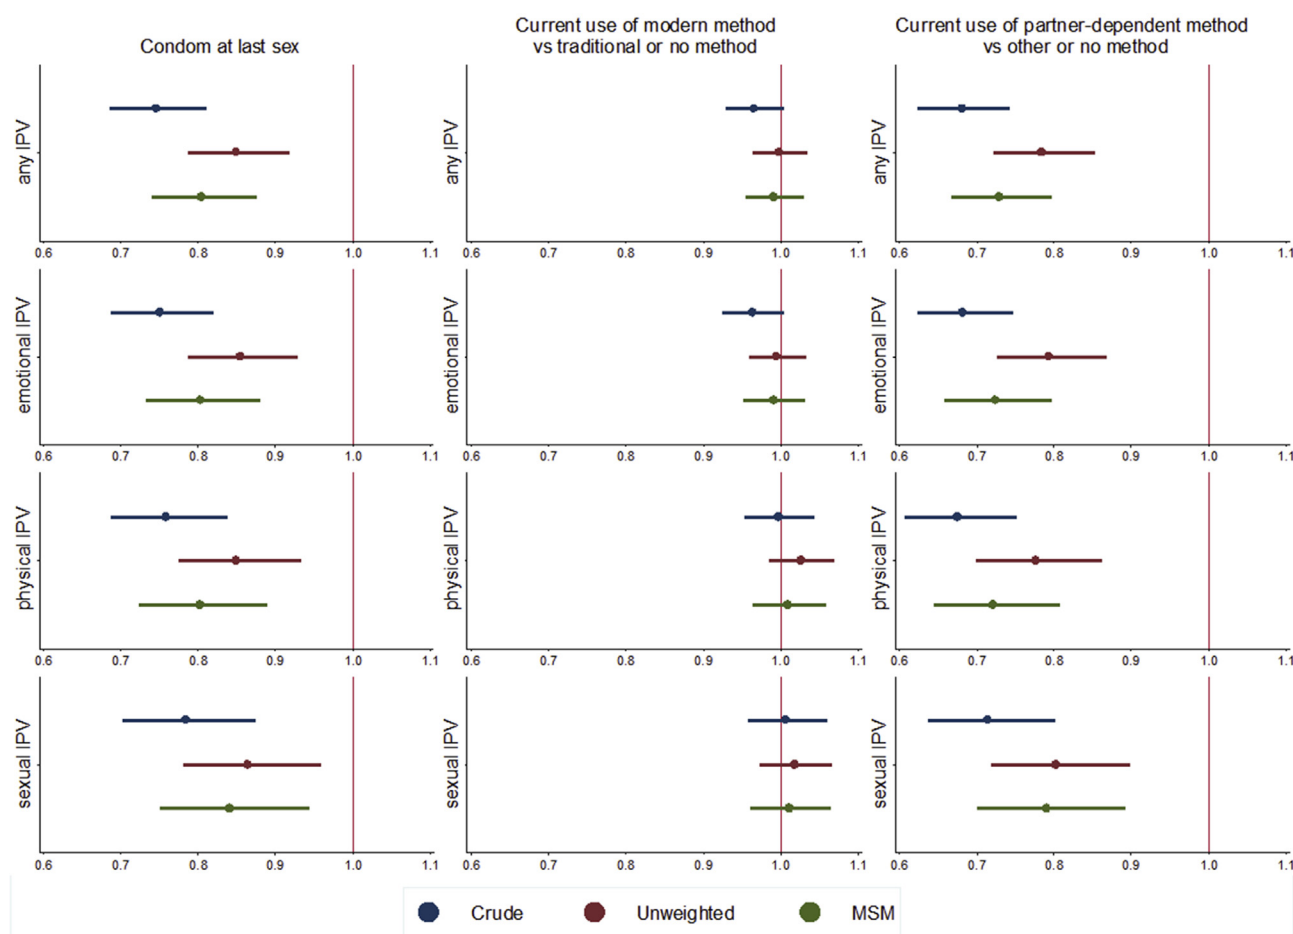 Condom at last sex
Current use of modern method
vs traditional or no method
Current use of partner-dependent method
vs other or no method
any IPV
0.6 0.7 0.8 0.9 1.0 1.1
any IPV
0.6 0.7 0.8 0.9 1.0 1.1
any IPV
0.6 0.7 0.8 0.9 1.0 1.1
emotional IPV
0.6 0.7 0.8 0.9 1.0 1.1
emotional IPV
0.6 0.7 0.8 0.9 1.0 1.1
emotional IPV
0.6 0.7 0.8 0.9 1.0 1.1
physical IPV
0.6 0.7 0.8 0.9 1.0 1.1
physical IPV
0.6 0.7 0.8 0.9 1.0 1.1
physical IPV
0.6 0.7 0.8 0.9 1.0 1.1
sexual IPV
0.6 0.7 0.8 0.9 1.0 1.1
sexual IPV
0.6 0.7 0.8 0.9 1.0 1.1
sexual IPV
0.6 0.7 0.8 0.9 1.0 1.1
Crude Unweighted MSM